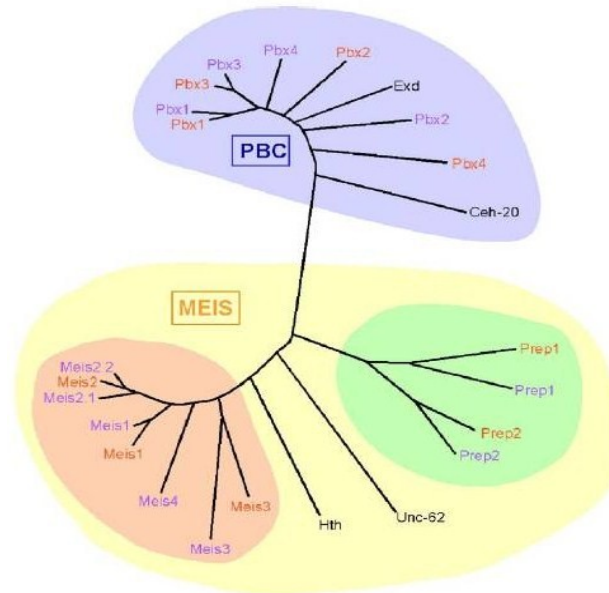 Pbx4
Pbx2
Pbx3
Pbx3
Exd
Pbx1
Pbx1
Pbx2
PBC
Pbx4
Ceh-20
MEIS
Prep1
Meis2.2
Meis2
Meis2.1
Prep1
Meis1
Prep2
Meis1
Prep2
Meis4
Meis3
Unc-62
Hth
Meis3